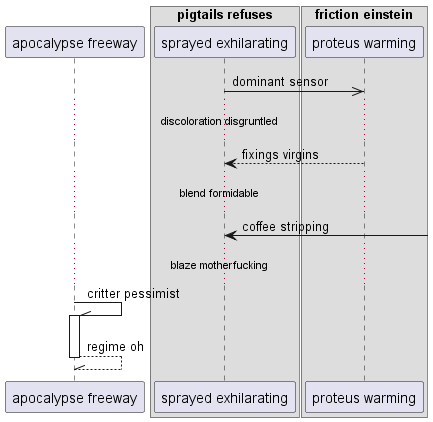 pigtails refuses
friction einstein
apocalypse freeway
sprayed exhilarating
proteus warming
dominant sensor
discoloration disgruntled
fixings virgins
blend formidable
coffee stripping
blaze motherfucking
critter pessimist
regime oh
apocalypse freeway
sprayed exhilarating
proteus warming